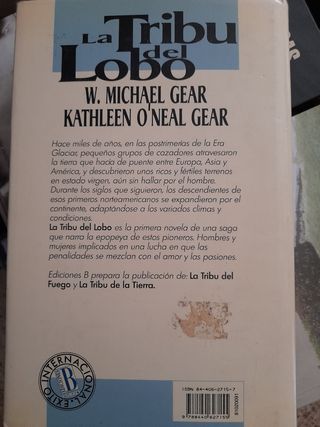 La Tribu
del
Lobo
W. MICHAEL GEAR
KATHLEEN O'NEAL GEAR
Hace miles de años, en las postrimerías de la Era
Glaciar, pequeños grupos de cazadores atravesaron
la tierra que hacía de puente entre Europa, Asia y
América, y descubrieron unos ricos y fértiles terrenos
en estado virgen, aún sin hallar por el hombre.
Durante los siglos que siguieron, los descendientes de
esos primeros norteamericanos se expandieron por el
continente, adaptándose a los variados climas y
condiciones.
La Tribu del Lobo es la primera novela de una saga
que narra la epopeya de estos pioneros. Hombres y
mujeres implicados en una lucha en que las
penalidades se mezclan con el amor y las pasiones.
Ediciones B prepara la publicación de: La Tribu del
Fuego y La Tribu de la Tierra.
ÉXITO INTERNACIONAL
B
ISBN 84-406-2715-7
9 788440 627155